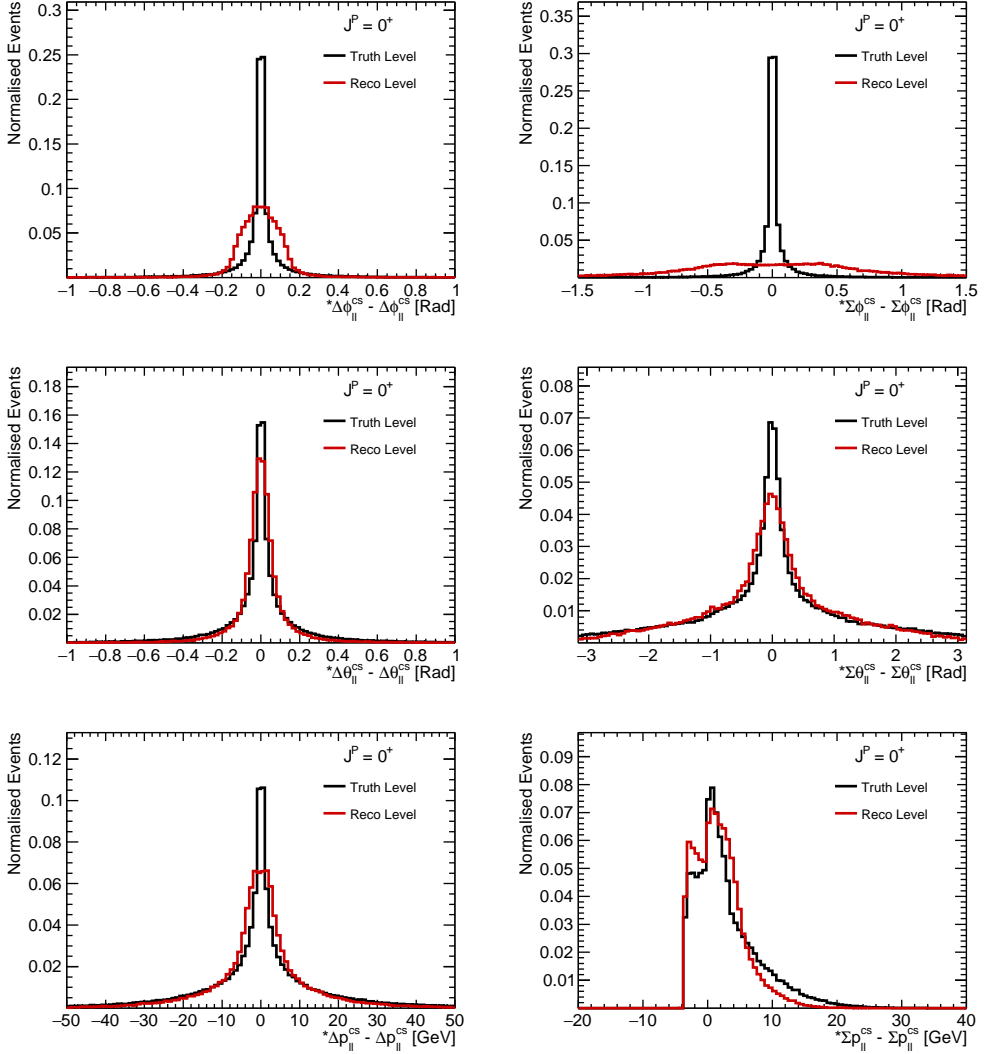 Normalised Events
0.3
0.25
0.2
0.15
0.1
0.05
Jᴾ = 0⁺
Truth Level
Reco Level
−1 −0.8 −0.6 −0.4 −0.2 0 0.2 0.4 0.6 0.8 1
*Δϕ_ll^cs - Δϕ_ll^cs [Rad]
Normalised Events
0.35
0.3
0.25
0.2
0.15
0.1
0.05
Jᴾ = 0⁺
Truth Level
Reco Level
−1.5 −1 −0.5 0 0.5 1 1.5
*Σϕ_ll^cs - Σϕ_ll^cs [Rad]
Normalised Events
0.18
0.16
0.14
0.12
0.1
0.08
0.06
0.04
0.02
Jᴾ = 0⁺
Truth Level
Reco Level
−1 −0.8 −0.6 −0.4 −0.2 0 0.2 0.4 0.6 0.8 1
*Δθ_ll^cs - Δθ_ll^cs [Rad]
Normalised Events
0.08
0.07
0.06
0.05
0.04
0.03
0.02
0.01
Jᴾ = 0⁺
Truth Level
Reco Level
−3 −2 −1 0 1 2 3
*Σθ_ll^cs - Σθ_ll^cs [Rad]
Normalised Events
0.12
0.1
0.08
0.06
0.04
0.02
Jᴾ = 0⁺
Truth Level
Reco Level
−50 −40 −30 −20 −10 0 10 20 30 40 50
*Δp_ll^cs - Δp_ll^cs [GeV]
Normalised Events
0.09
0.08
0.07
0.06
0.05
0.04
0.03
0.02
0.01
Jᴾ = 0⁺
Truth Level
Reco Level
−20 −10 0 10 20 30 40
*Σp_ll^cs - Σp_ll^cs [GeV]